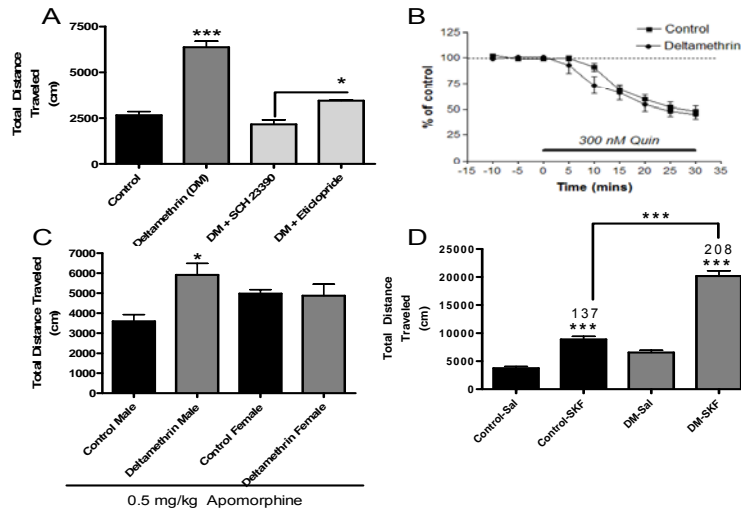 A
Total Distance
Traveled
(cm)
7500
5000
2500
0
***
*
Control
Deltamethrin (DM)
DM + SCH 23390
DM + Eticlopride
B
% of control
125
100
75
50
25
0
Control
Deltamethrin
300 nM Quin
-15 -10 -5 0 5 10 15 20 25 30 35
Time (mins)
C
Total Distance Traveled
(cm)
7000
6000
5000
4000
3000
2000
1000
0
*
Control Male
Deltamethrin Male
Control Female
Deltamethrin Female
0.5 mg/kg Apomorphine
D
Total Distance
Traveled
(cm)
25000
20000
15000
10000
5000
0
***
137
***
208
***
Control-Sal
Control-SKF
DM-Sal
DM-SKF